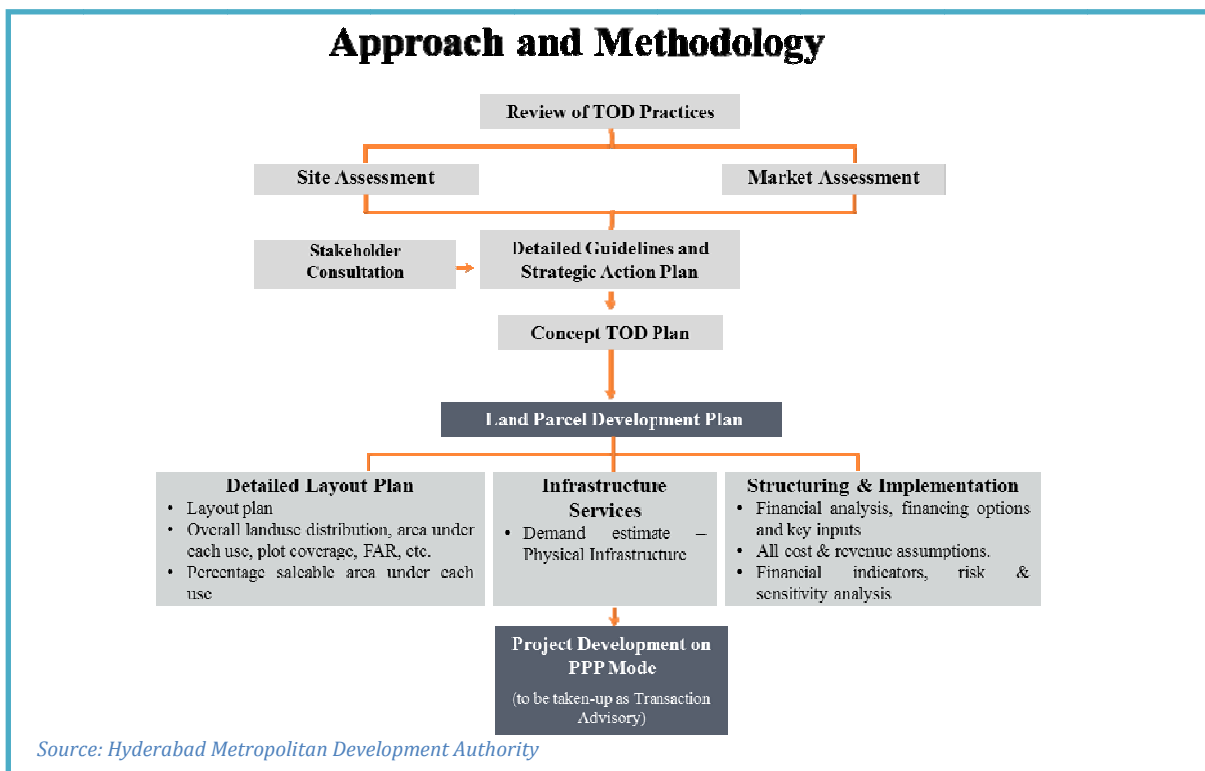 Approach and Methodology
Review of TOD Practices
Site Assessment
Market Assessment
Stakeholder
Consultation
Detailed Guidelines and
Strategic Action Plan
Concept TOD Plan
Land Parcel Development Plan
Detailed Layout Plan
• Layout plan
• Overall landuse distribution, area under
each use, plot coverage, FAR, etc.
• Percentage saleable area under each
use
Infrastructure
Services
• Demand estimate –
Physical Infrastructure
Structuring & Implementation
• Financial analysis, financing options
and key inputs
• All cost & revenue assumptions.
• Financial indicators, risk &
sensitivity analysis
Project Development on
PPP Mode
(to be taken-up as Transaction
Advisory)
Source: Hyderabad Metropolitan Development Authority